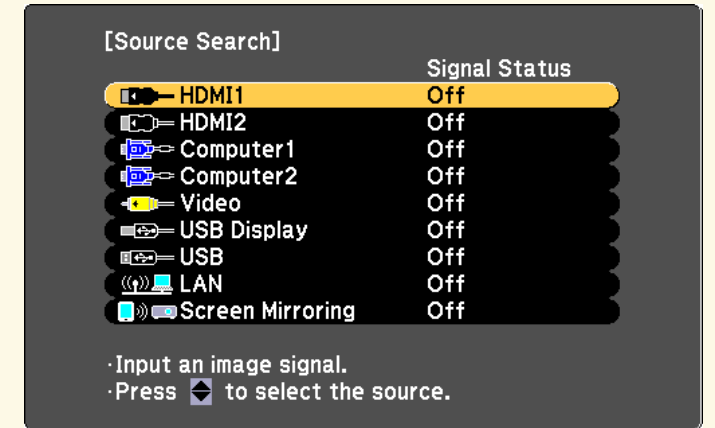 [Source Search]
Signal Status
HDMI1 Off
HDMI2 Off
Computer1 Off
Computer2 Off
Video Off
USB Display Off
USB Off
LAN Off
Screen Mirroring Off
·Input an image signal.
·Press to select the source.